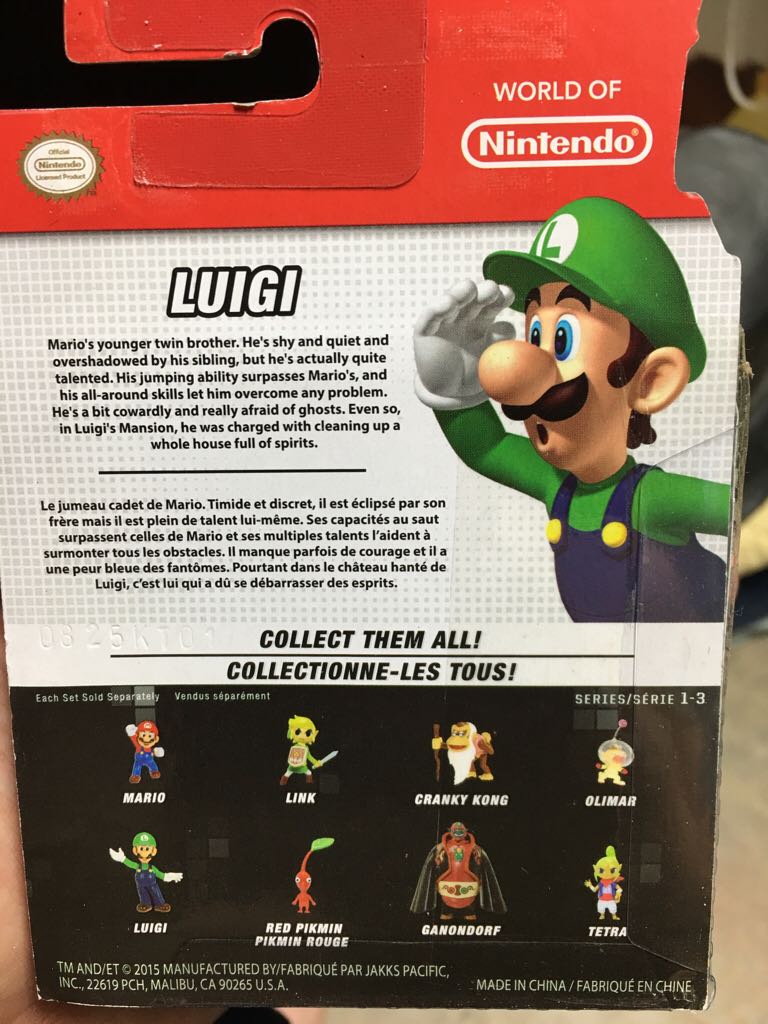 WORLD OF
Nintendo®
Official
Nintendo
Licensed Product
L
LUIGI
Mario's younger twin brother. He's shy and quiet and
overshadowed by his sibling, but he's actually quite
talented. His jumping ability surpasses Mario's, and
his all-around skills let him overcome any problem.
He's a bit cowardly and really afraid of ghosts. Even so,
in Luigi's Mansion, he was charged with cleaning up a
whole house full of spirits.
Le jumeau cadet de Mario. Timide et discret, il est éclipsé par son
frère mais il est plein de talent lui-même. Ses capacités au saut
surpassent celles de Mario et ses multiples talents l'aident à
surmonter tous les obstacles. Il manque parfois de courage et il a
une peur bleue des fantômes. Pourtant dans le château hanté de
Luigi, c'est lui qui a dû se débarrasser des esprits.
COLLECT THEM ALL!
COLLECTIONNE-LES TOUS!
Each Set Sold Separately Vendus séparément
SERIES/SÉRIE 1-3
MARIO
LINK
CRANKY KONG
OLIMAR
LUIGI
RED PIKMIN
PIKMIN ROUGE
GANONDORF
TETRA
TM AND/ET © 2015 MANUFACTURED BY/FABRIQUÉ PAR JAKKS PACIFIC,
INC., 22619 PCH, MALIBU, CA 90265 U.S.A.
MADE IN CHINA / FABRIQUÉ EN CHINE